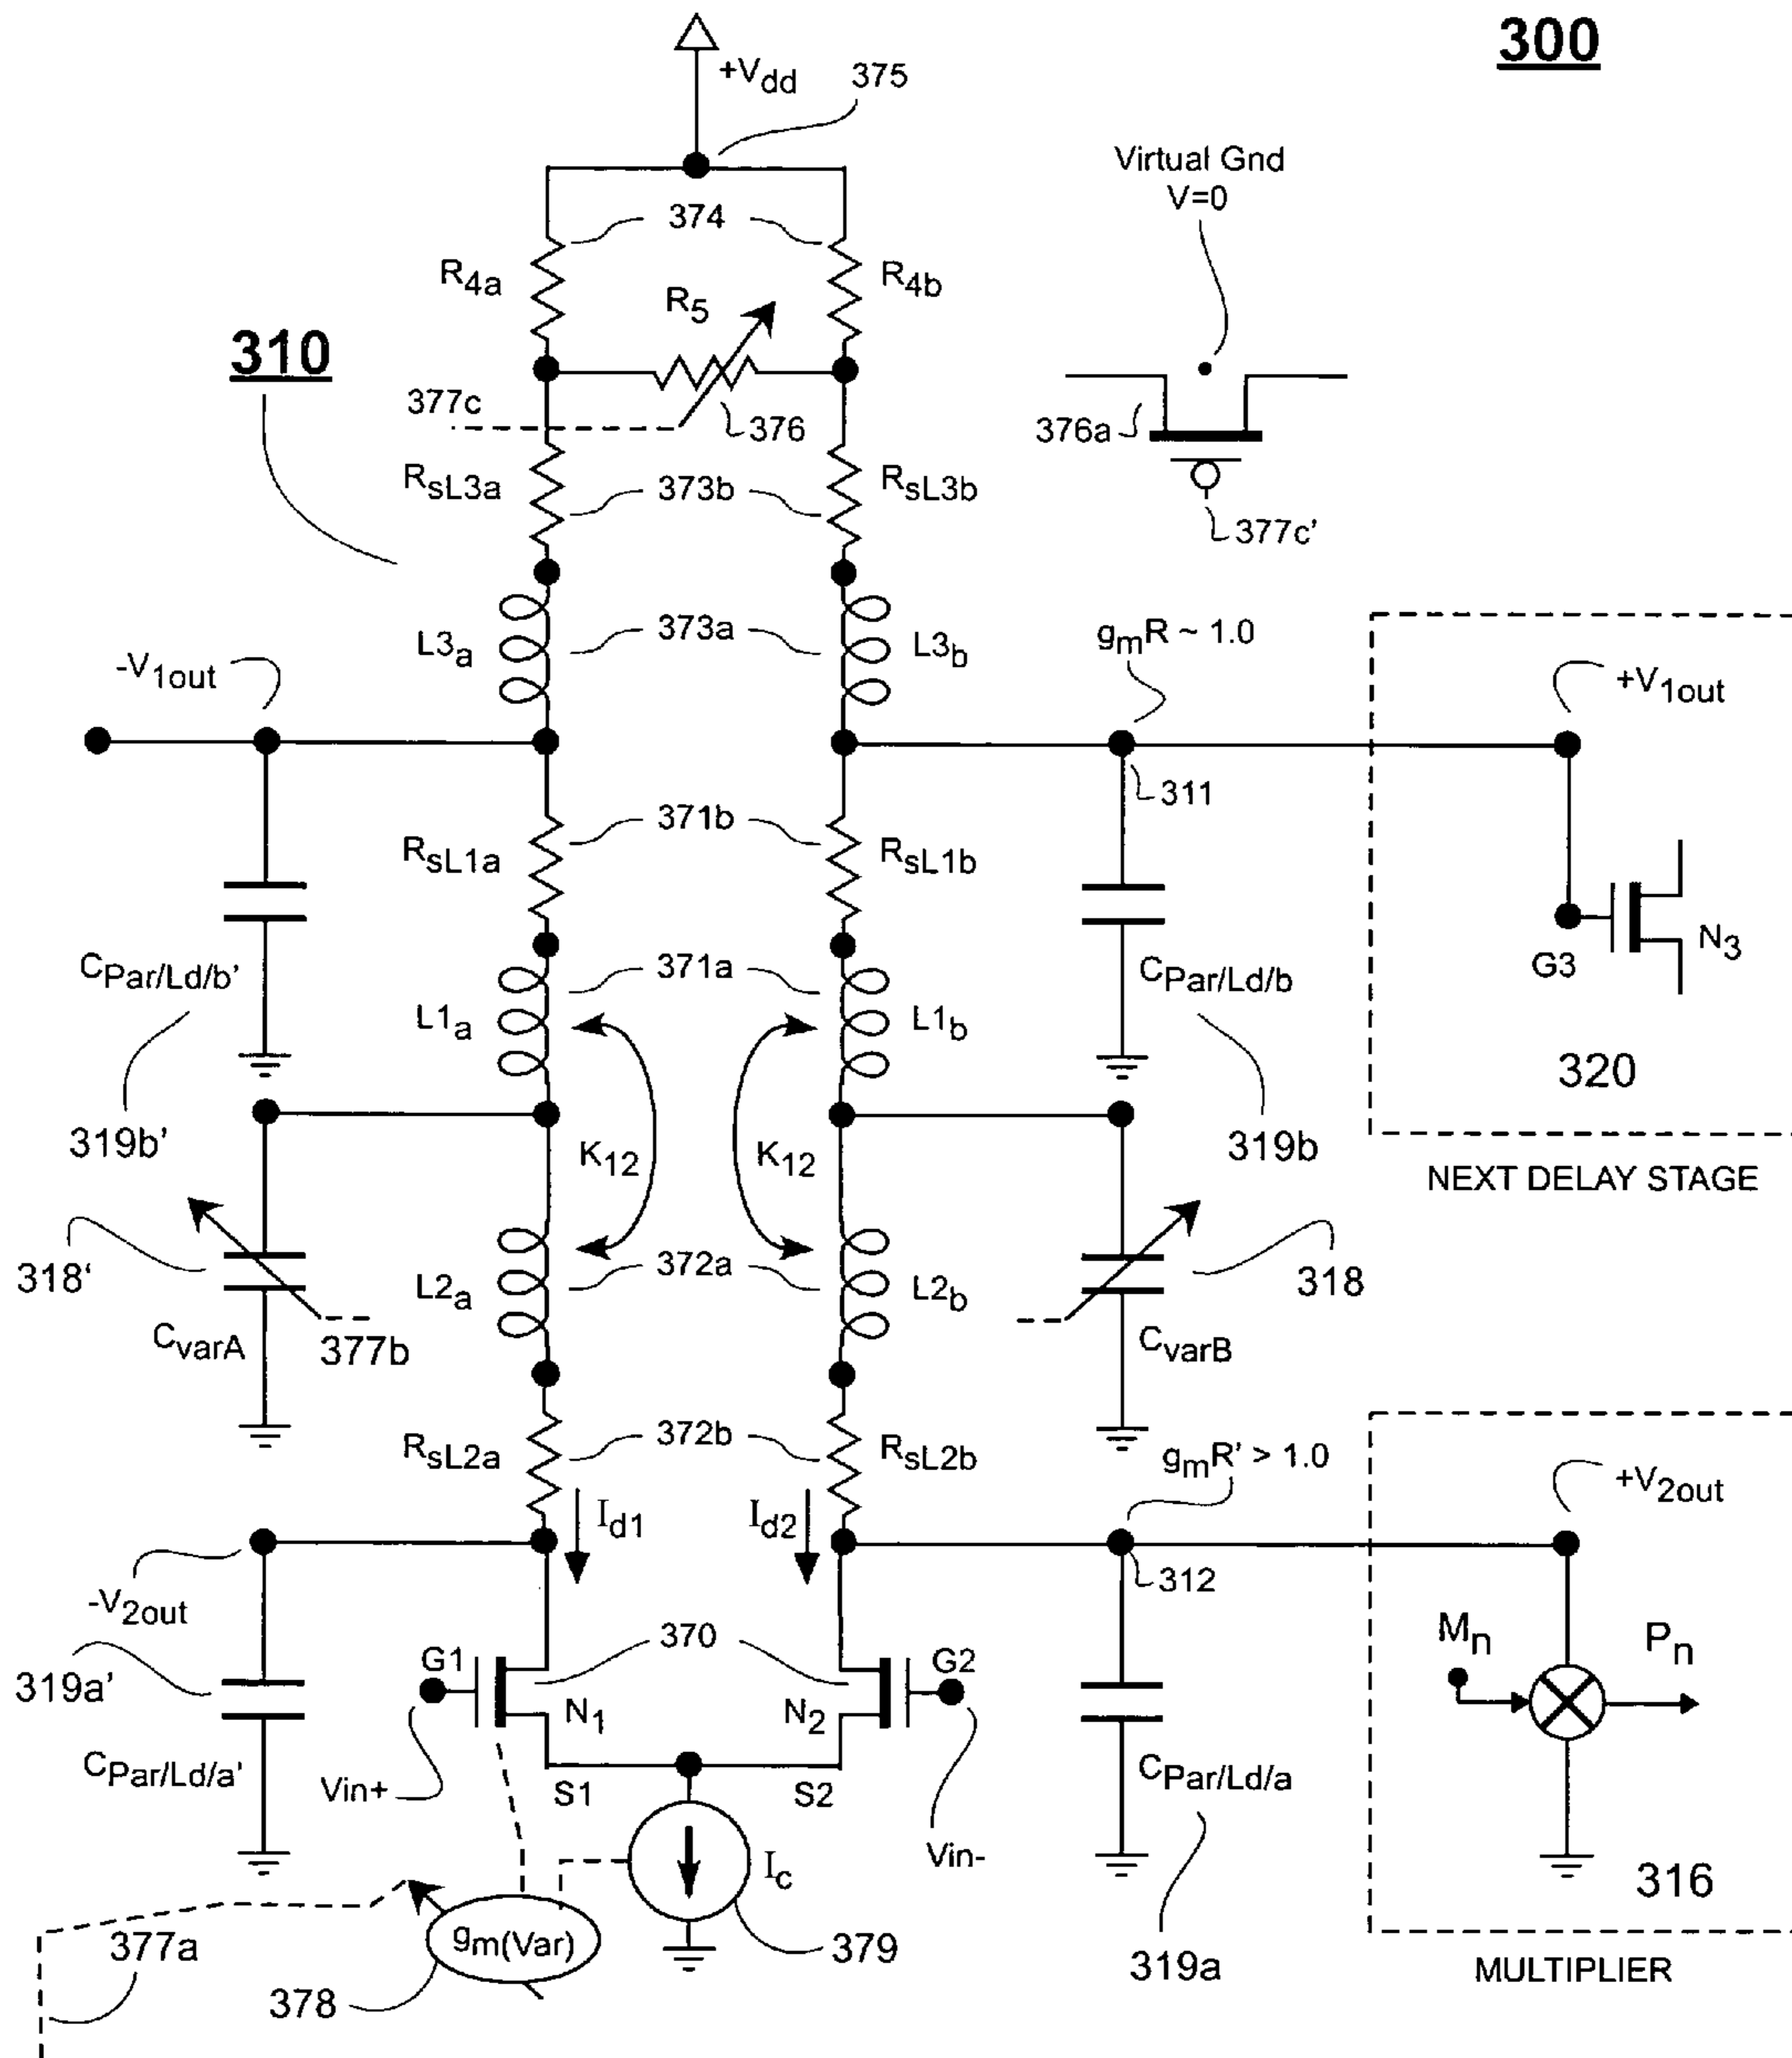 300
+Vdd
375
Virtual Gnd
V=0
374
R4a
R4b
R5
310
377c
376
376a
377c'
RsL3a
373b
RsL3b
L3a
373a
L3b
gmR ~ 1.0
-V1out
+V1out
311
RsL1a
371b
RsL1b
CPar/Ld/b'
371a
CPar/Ld/b
G3
N3
L1a
L1b
320
319b'
K12
K12
319b
NEXT DELAY STAGE
318'
L2a
372a
L2b
318
CvarA
377b
CvarB
RsL2a
372b
RsL2b
gmR' > 1.0
+V2out
Id1
Id2
312
-V2out
Mn
Pn
319a'
G1
370
G2
N1
N2
CPar/Ld/a'
Vin+
S1
S2
CPar/Ld/a
Vin-
Ic
316
377a
gm(Var)
379
319a
MULTIPLIER
378